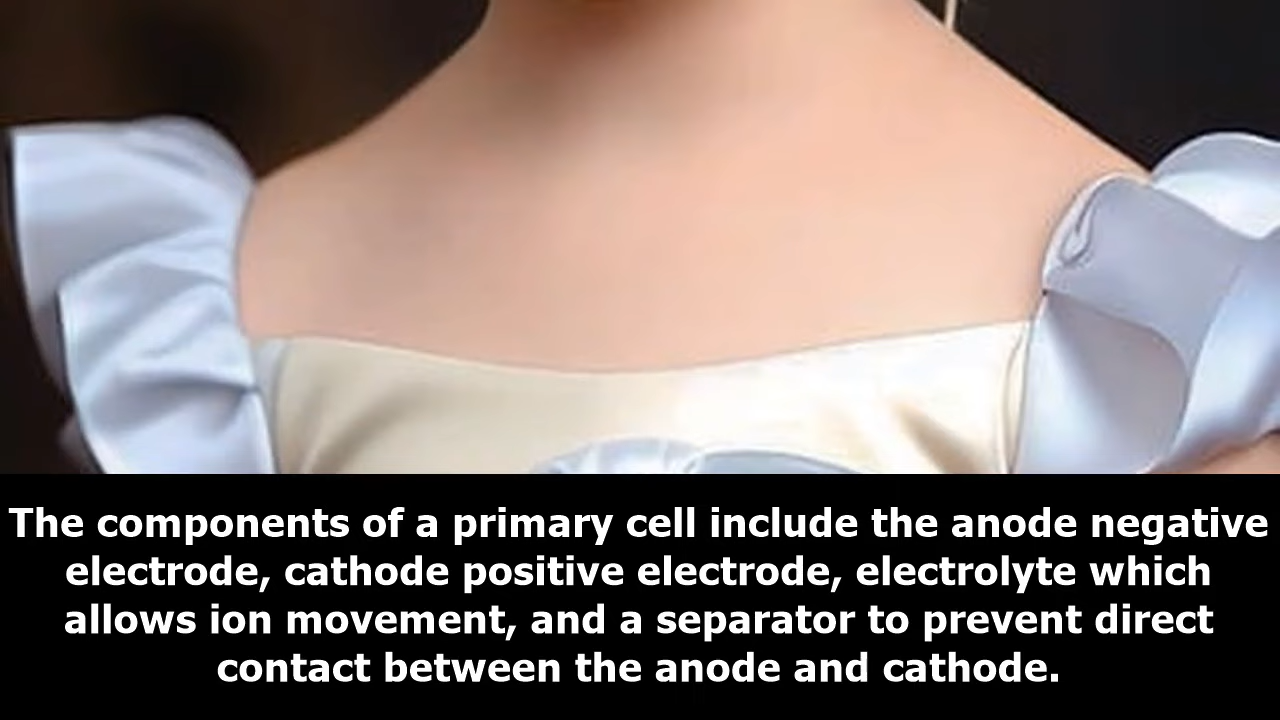 The components of a primary cell include the anode negative
electrode, cathode positive electrode, electrolyte which
allows ion movement, and a separator to prevent direct
contact between the anode and cathode.